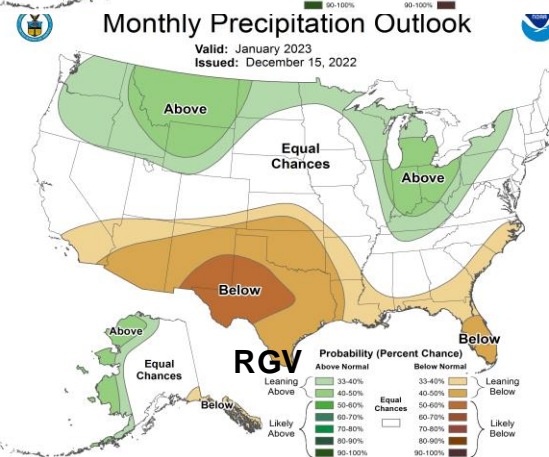 90-100% 90-100%
Monthly Precipitation Outlook
Valid: January 2023
Issued: December 15, 2022
Above
Equal
Chances
Above
Below
Above
Equal
Chances
Below
Below
RGV
Probability (Percent Chance)
Above Normal Below Normal
Leaning
Above
33-40%
40-50%
Likely
Above
50-60%
60-70%
70-80%
80-90%
90-100%
Equal
Chances
33-40%
40-50%
Leaning
Below
50-60%
60-70%
70-80%
80-90%
90-100%
Likely
Below